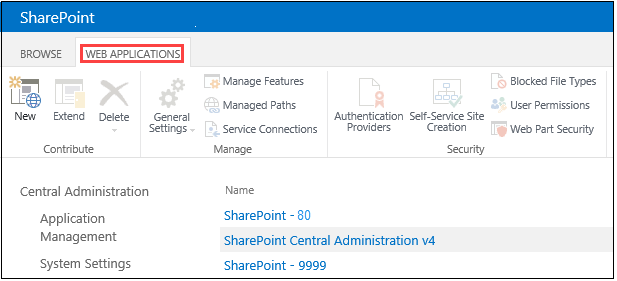 SharePoint
BROWSE WEB APPLICATIONS
New Extend Delete
General Settings
Manage Features
Managed Paths
Service Connections
Authentication Providers
Self-Service Site Creation
Blocked File Types
User Permissions
Web Part Security
Contribute Manage Security
Central Administration
Application
Management
System Settings
Name
SharePoint - 80
SharePoint Central Administration v4
SharePoint - 9999